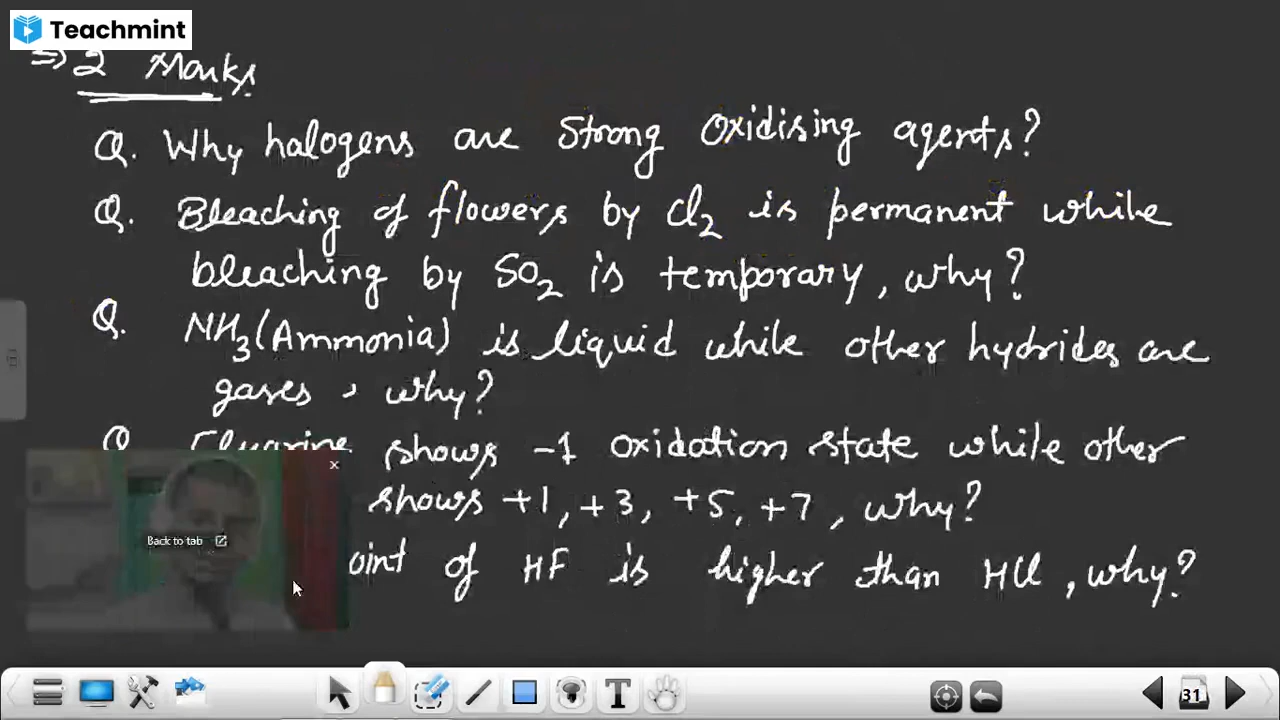 Teachmint
⇒ 2 Marks
Q. Why halogens are strong oxidising agents?
Q. Bleaching of flowers by Cl2 is permanent while
bleaching by SO2 is temporary, why?
Q. NH3 (Ammonia) is liquid while other hydrides are
gases, why?
shows -1 oxidation state while other
shows +1, +3, +5, +7, why?
oint of HF is higher than HCl, why?
Back to tab
31